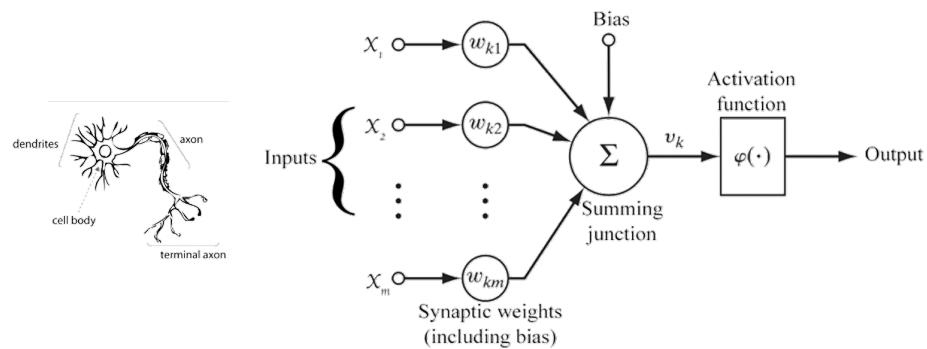 dendrites
axon
cell body
terminal axon
Inputs
x₁
x₂
xₘ
wₖ₁
wₖ₂
wₖₘ
Synaptic weights
(including bias)
Bias
Σ
Summing
junction
vₖ
Activation
function
φ(·)
Output